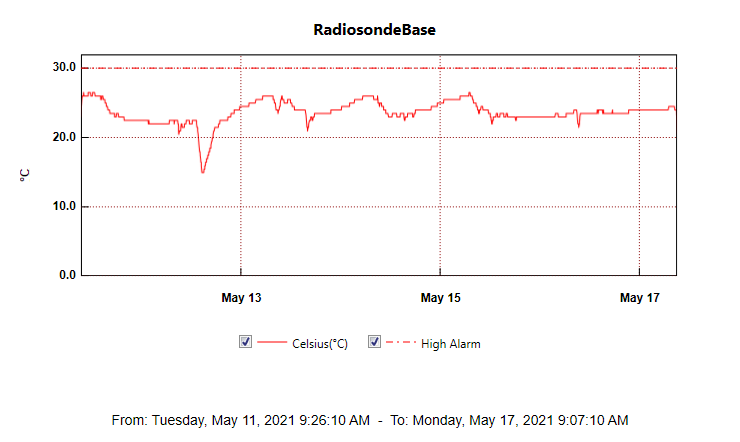 RadiosondeBase
30.0
20.0
10.0
0.0
°C
May 13 May 15 May 17
Celsius(°C) High Alarm
From: Tuesday, May 11, 2021 9:26:10 AM - To: Monday, May 17, 2021 9:07:10 AM